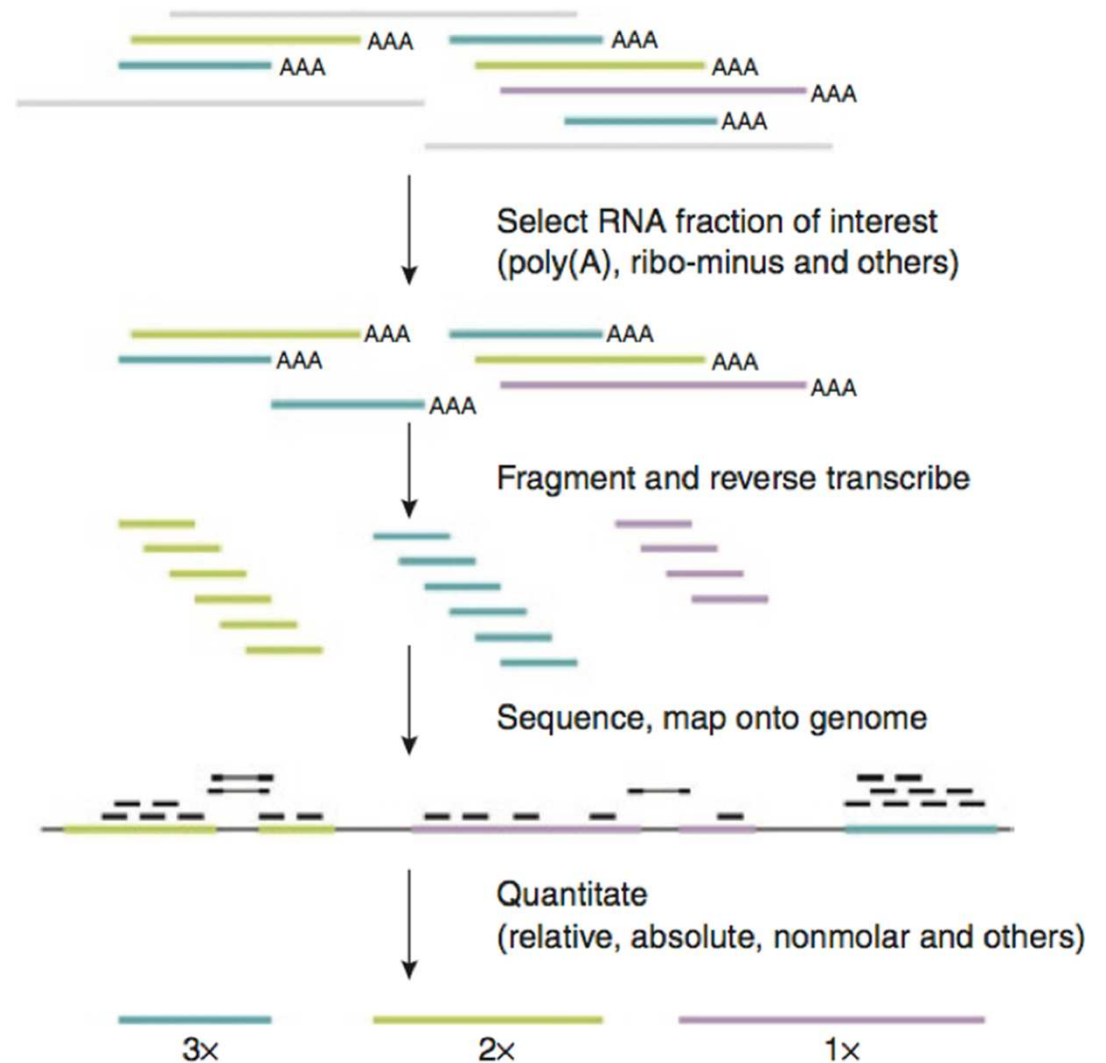 AAA AAA
AAA AAA
AAA
AAA
Select RNA fraction of interest
(poly(A), ribo-minus and others)
AAA AAA
AAA AAA
AAA
AAA
Fragment and reverse transcribe
Sequence, map onto genome
Quantitate
(relative, absolute, nonmolar and others)
3× 2× 1×